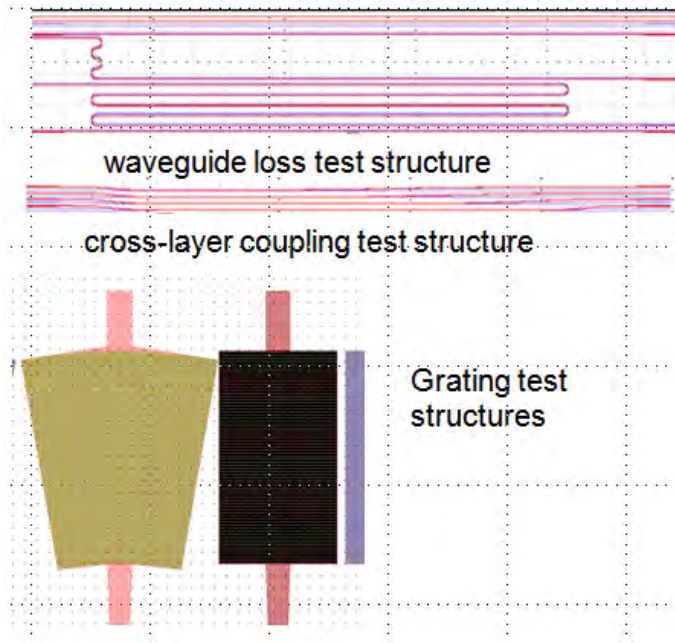 waveguide loss test structure
cross-layer coupling test structure
Grating test
structures